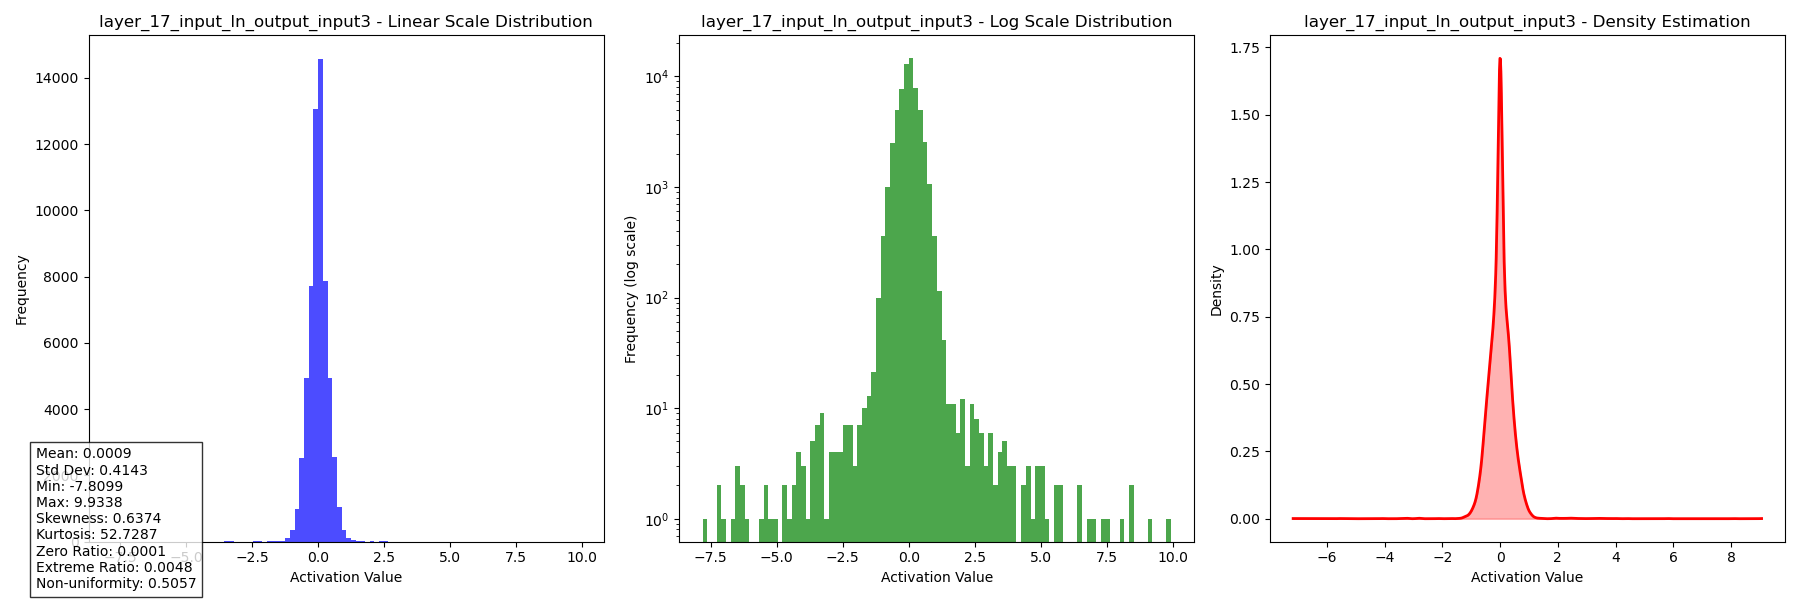 layer_17_input_ln_output_input3 - Linear Scale Distribution
Frequency
14000
12000
10000
8000
6000
4000
−2.5 0.0 2.5 5.0 7.5 10.0
Activation Value
Mean: 0.0009
Std Dev: 0.4143
Min: -7.8099
Max: 9.9338
Skewness: 0.6374
Kurtosis: 52.7287
Zero Ratio: 0.0001
Extreme Ratio: 0.0048
Non-uniformity: 0.5057
layer_17_input_ln_output_input3 - Log Scale Distribution
Frequency (log scale)
10⁴
10³
10²
10¹
10⁰
−7.5 −5.0 −2.5 0.0 2.5 5.0 7.5 10.0
Activation Value
layer_17_input_ln_output_input3 - Density Estimation
Density
1.75
1.50
1.25
1.00
0.75
0.50
0.25
0.00
−6 −4 −2 0 2 4 6 8
Activation Value